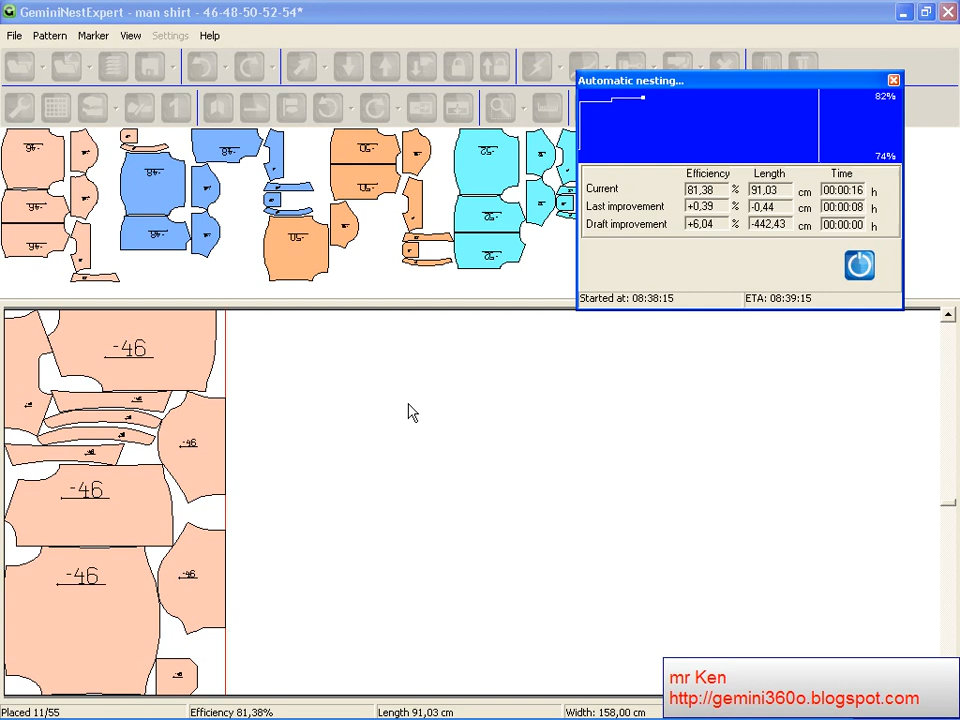 GeminiNestExpert - man shirt - 46-48-50-52-54*
File Pattern Marker View Settings Help
Automatic nesting...
82%
74%
Efficiency Length Time
Current 81,38 % 91,03 cm 00:00:16 h
Last improvement +0,39 % -0,44 cm 00:00:08 h
Draft improvement +6,04 % -442,43 cm 00:00:00 h
Started at: 08:38:15 ETA: 08:39:15
-46
-46
-46
-46
-46
mr Ken
http://gemini360o.blogspot.com
Placed 11/55 Efficiency 81,38% Length 91,03 cm Width: 158,00 cm